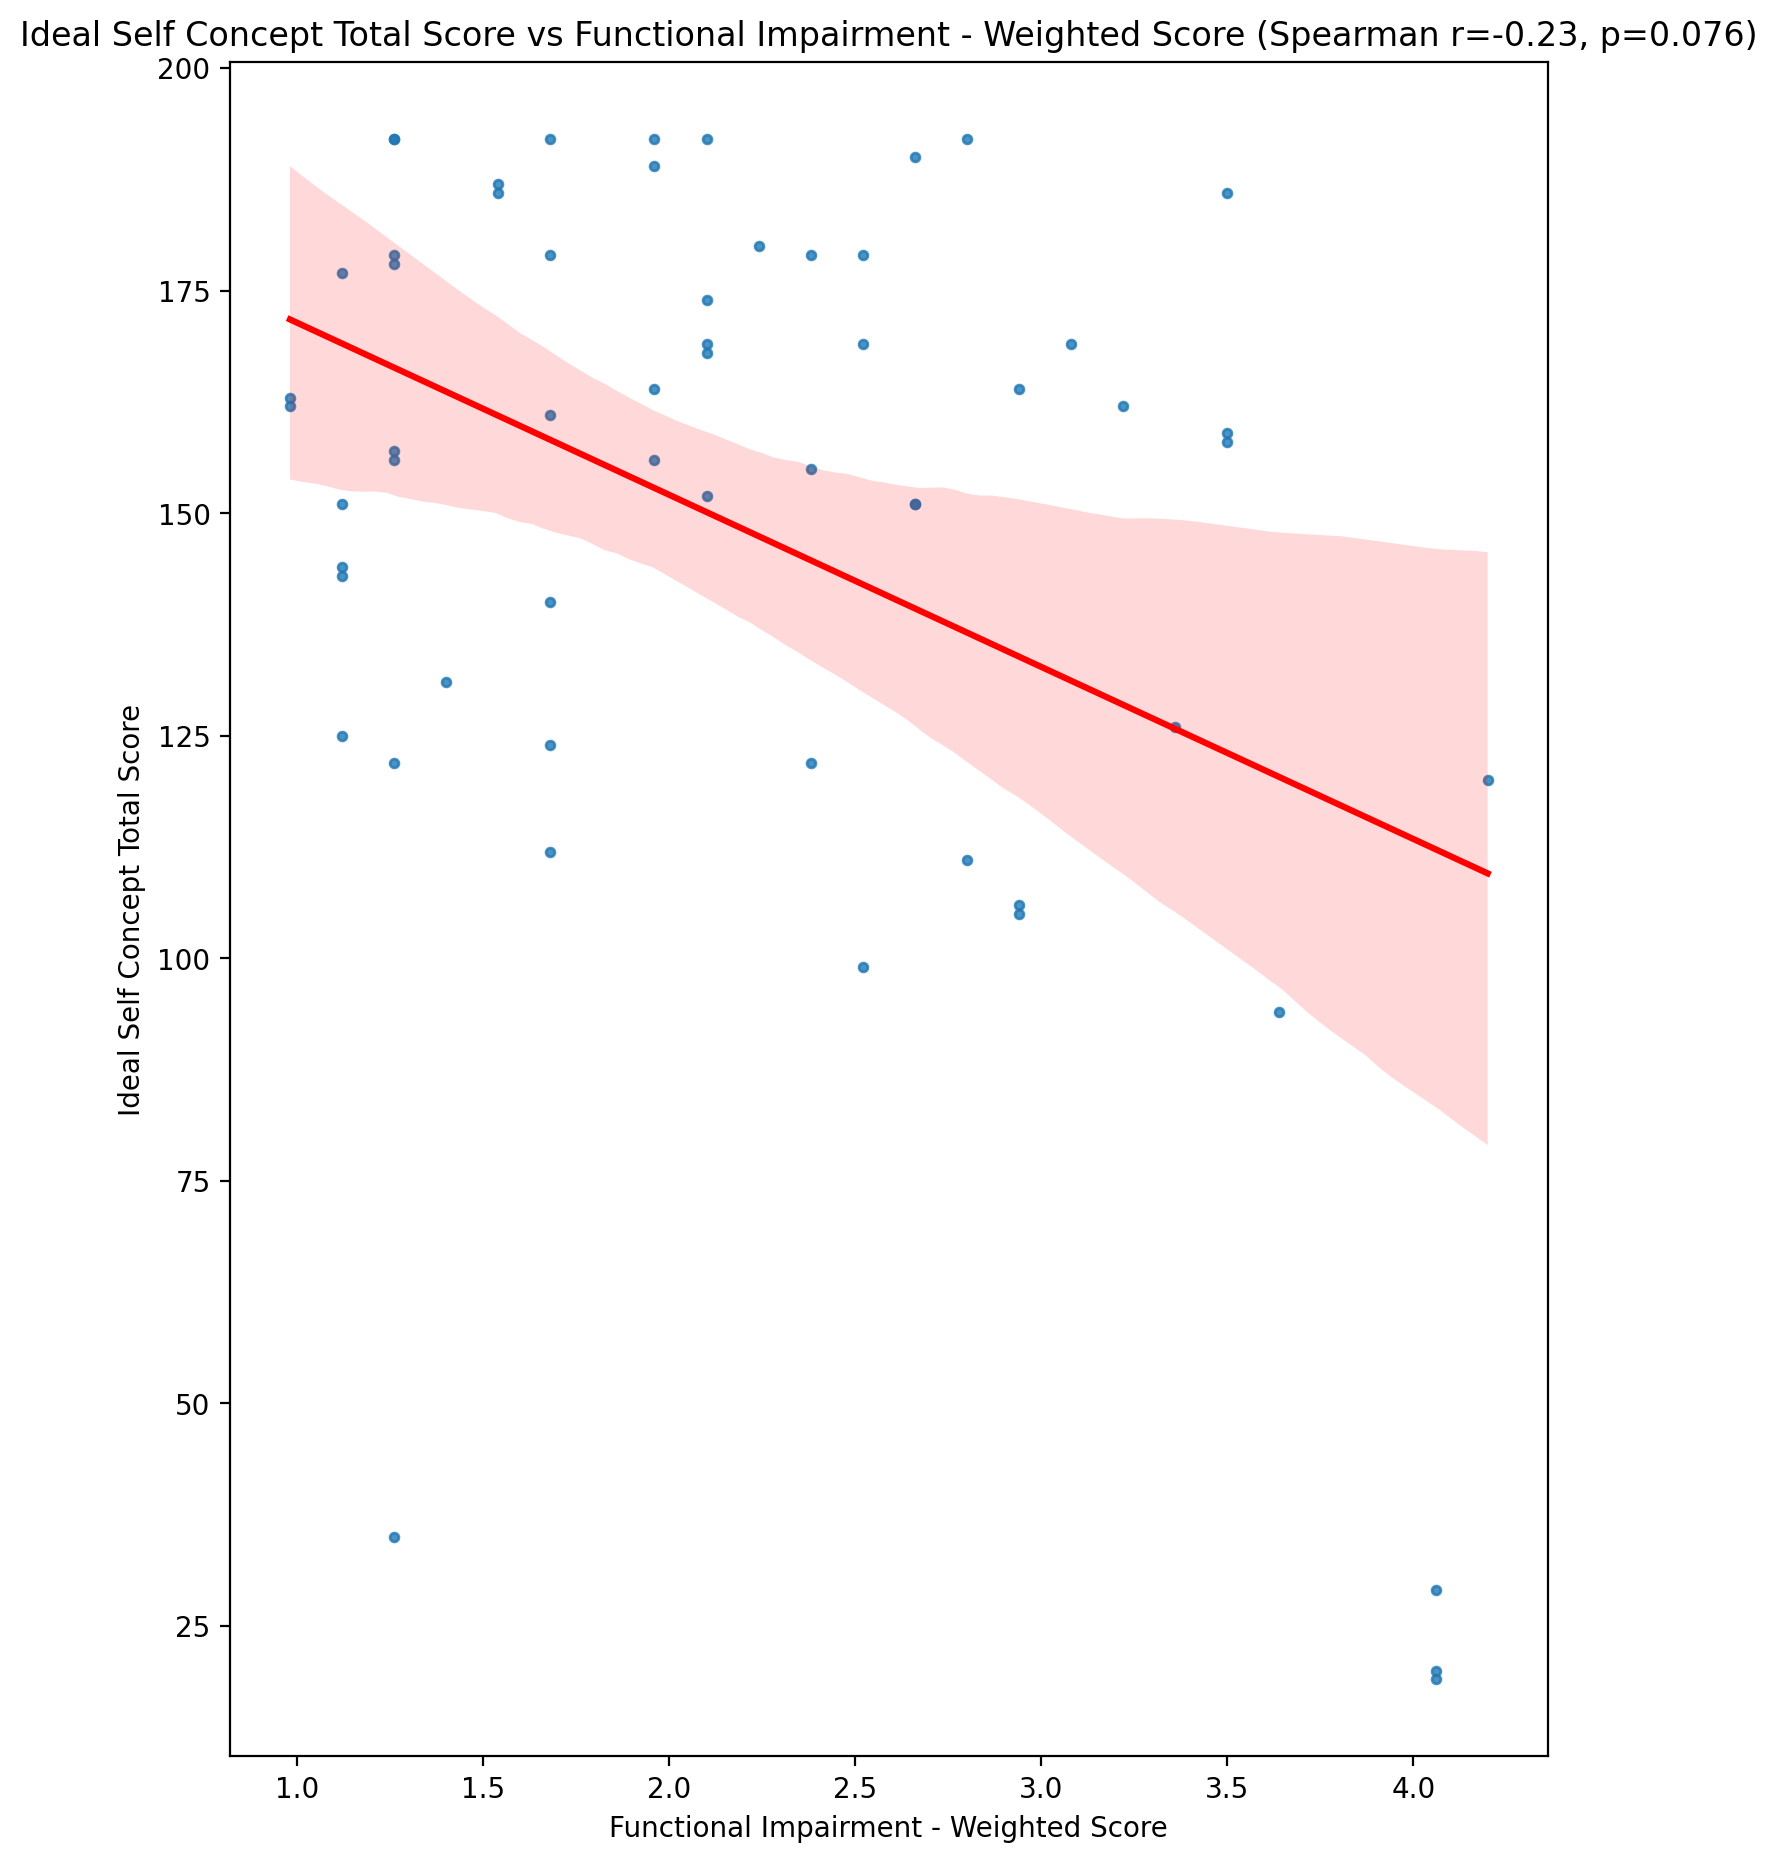 Ideal Self Concept Total Score vs Functional Impairment - Weighted Score (Spearman r=-0.23, p=0.076)
200
175
150
125
100
75
50
25
Ideal Self Concept Total Score
1.0 1.5 2.0 2.5 3.0 3.5 4.0
Functional Impairment - Weighted Score